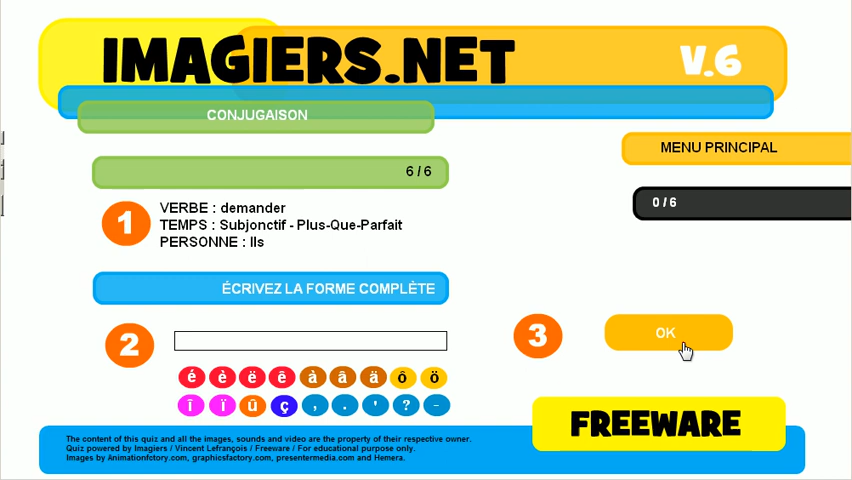 IMAGIERS.NET
V.6
CONJUGAISON
MENU PRINCIPAL
6 / 6
0 / 6
1
VERBE : demander
TEMPS : Subjonctif - Plus-Que-Parfait
PERSONNE : Ils
ÉCRIVEZ LA FORME COMPLÈTE
2
3
OK
é è ë ē à â ä ô ö
Î Ï Û ç , . ' ? -
FREEWARE
The content of this quiz and all the images, sounds and video are the property of their respective owner.
Quiz powered by Imagiers / Vincent Lefrançois / Freeware / For educational purpose only.
Images by Animationfctory.com, graphicsfactory.com, presentermedia.com and Hemera.